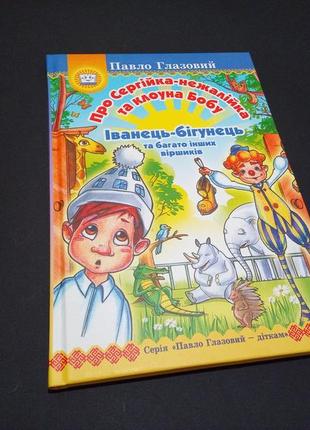 Павло Глазовий
Про Сергійка-нежалійка
та клоуна Бобу
Іванець-бігунець
та багато інших
віршиків
Серія «Павло Глазовий – діткам»